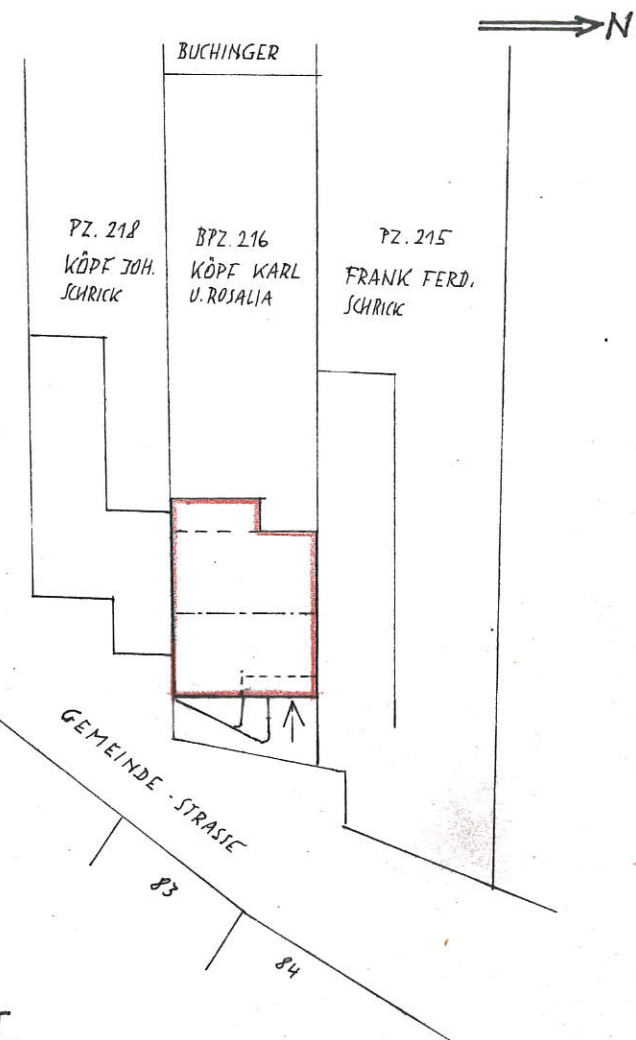 N
BUCHINGER
PZ. 218
KÖPF JOH.
SCHRICK
BPZ. 216
KÖPF KARL
U. ROSALIA
PZ. 215
FRANK FERD.
SCHRICK
GEMEINDE - STRASSE
83
84
T